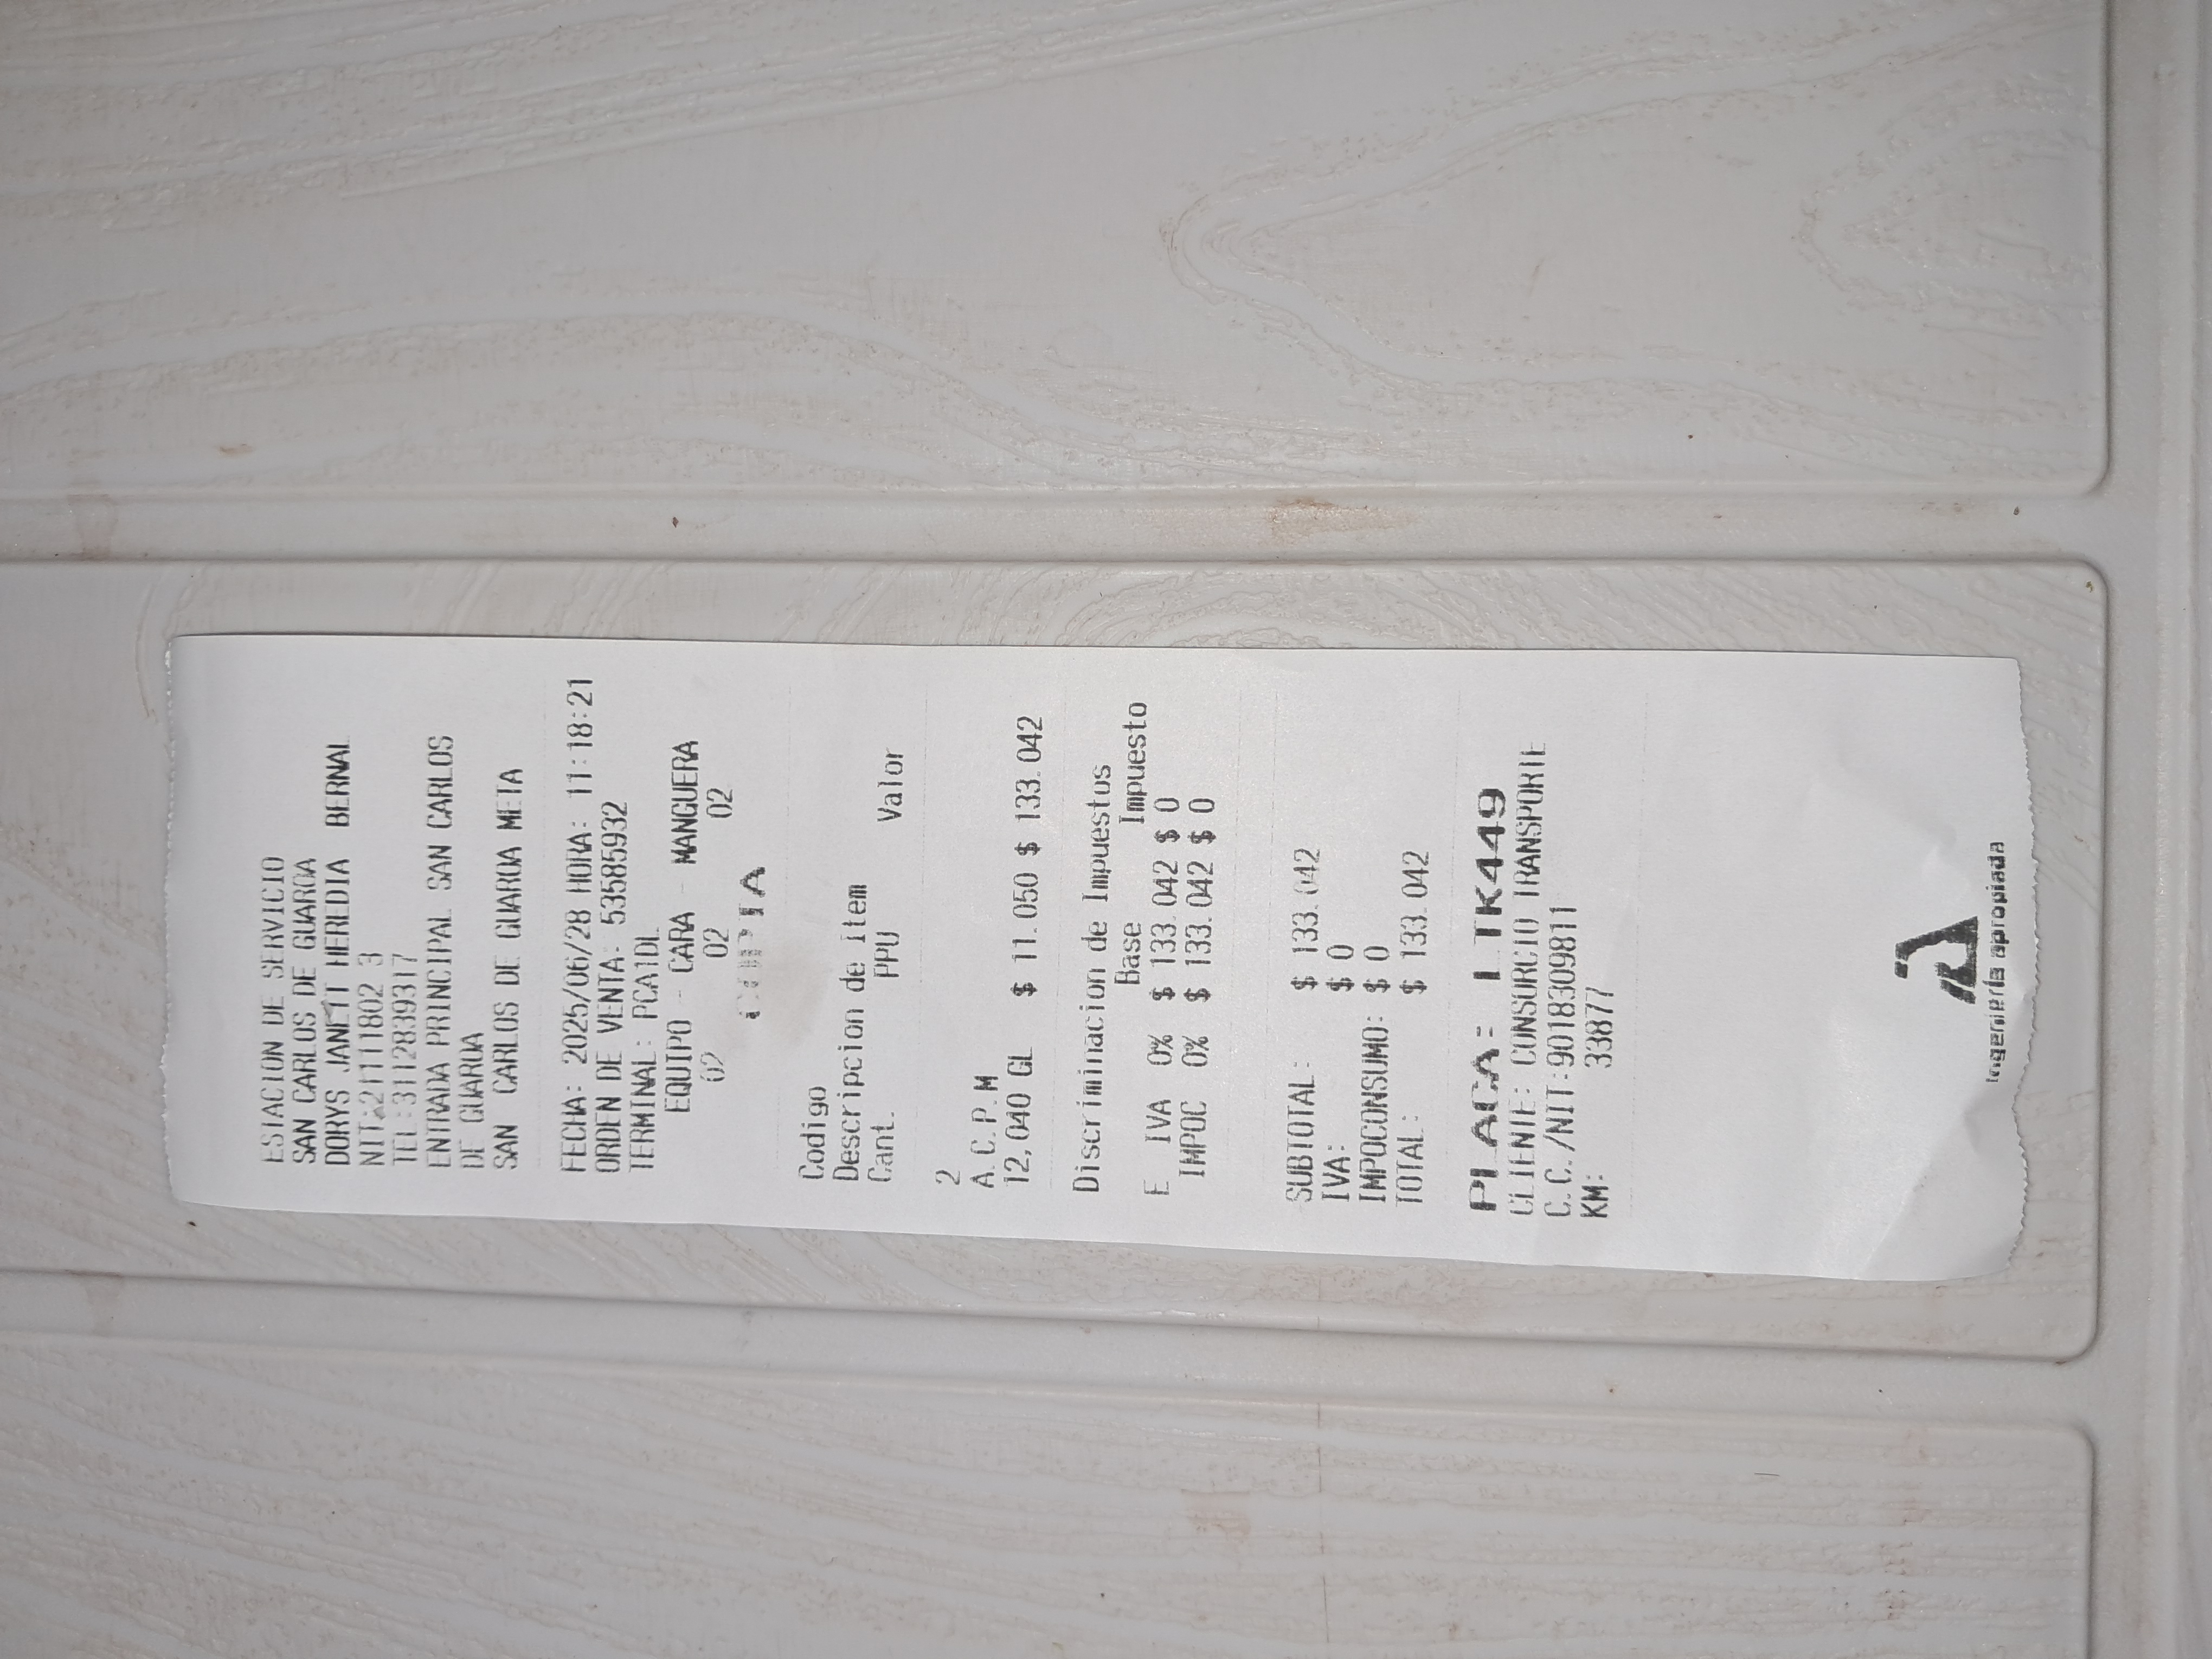 ESTACION DE SERVICIO
SAN CARLOS DE GUAROA
DORYS JANETT HEREDIA BERNAL
NIT:21111802 3
TEL:3112839317
ENTRADA PRINCIPAL SAN CARLOS
DE GUAROA
SAN CARLOS DE GUAROA META
FECHA: 2025/06/28 HORA: 11:18:21
ORDEN DE VENTA: 53585932
TERMINAL: PCA1DL
EQUIPO - CARA - MANGUERA
02 02 02
COPIA
Codigo
Descripcion de Item
Cant. PPU Valor
2
A.C.P.M
12,040 GL $ 11.050 $ 133.042
Discriminacion de Impuestos
Base Impuesto
E IVA 0% $ 133.042 $ 0
IMPOC 0% $ 133.042 $ 0
SUBTOTAL: $ 133.042
IVA: $ 0
IMPOCONSUMO: $ 0
TOTAL: $ 133.042
PLACA: LTK449
CLIENTE: CONSORCIO TRANSPORTE
C.C./NIT:9018309811
KM: 33877
Ingeniería apropiada